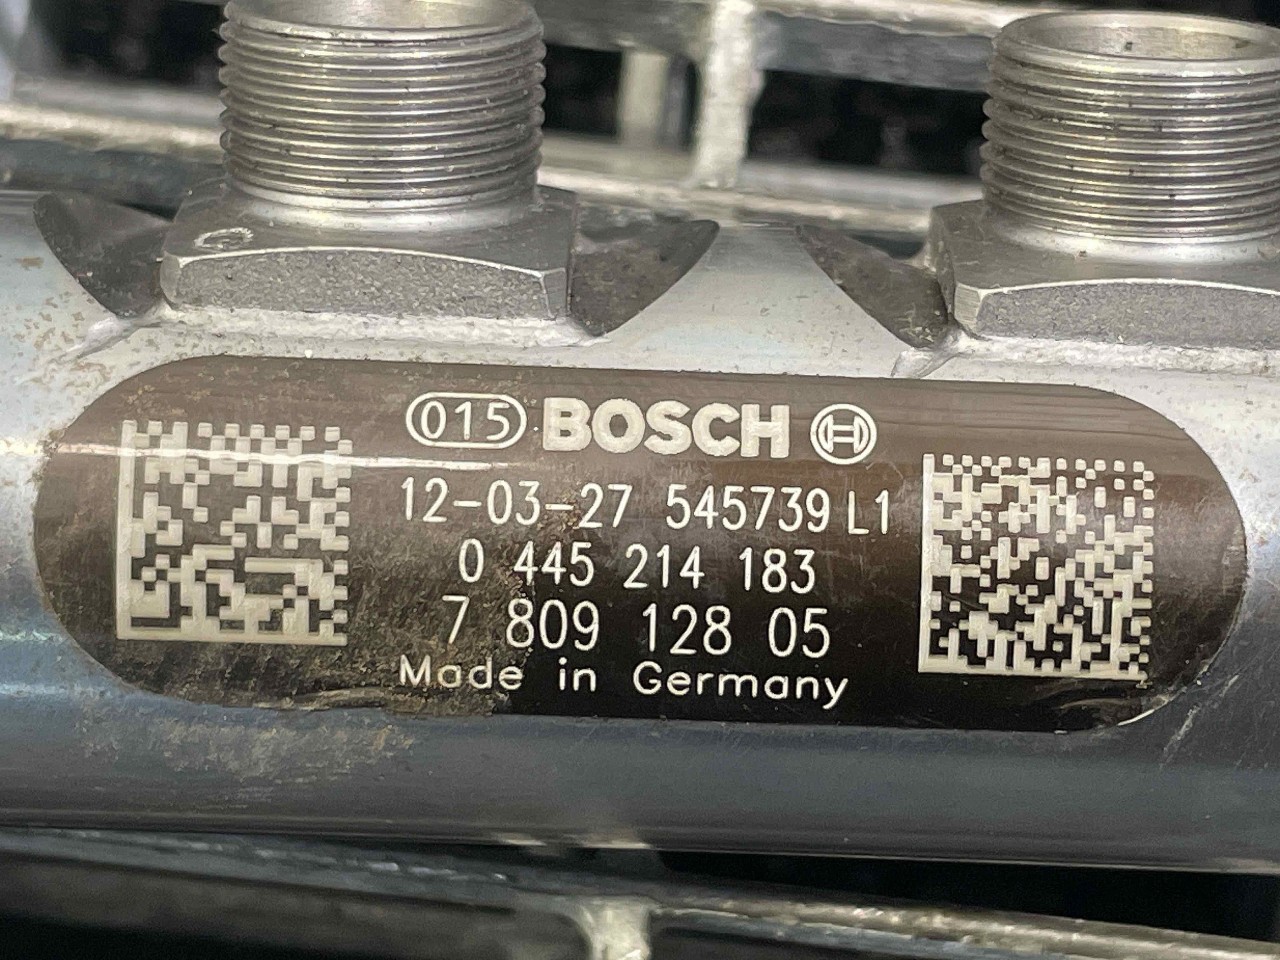 015 BOSCH
12-03-27 545739 L1
0 445 214 183
7 809 128 05
Made in Germany